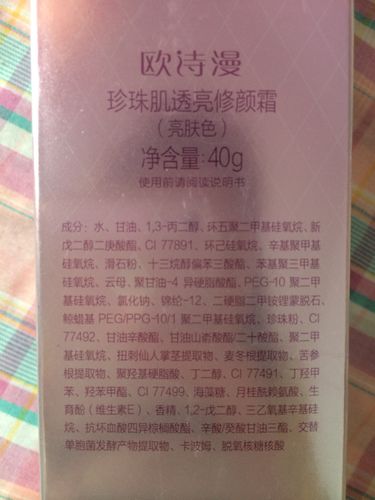 欧诗漫
珍珠肌透亮修颜霜
（亮肤色）
净含量:40g
使用前请阅读说明书
成分：水、甘油、1,3-丙二醇、环五聚二甲基硅氧烷、新
戊二醇二庚酸酯、CI 77891、环己硅氧烷、辛基聚甲基
硅氧烷、滑石粉、十三烷醇偏苯三酸酯、苯基聚三甲基
硅氧烷、云母、聚甘油-4 异硬脂酸酯、PEG-10 聚二甲
基硅氧烷、氯化钠、锦纶-12、二硬脂二甲铵锂蒙脱石、
鲸蜡基 PEG/PPG-10/1 聚二甲基硅氧烷、珍珠粉、CI
77492、甘油辛酸酯、甘油山嵛酸酯/二十酸酯、聚二甲
基硅氧烷、扭刺仙人掌茎提取物、麦冬根提取物、苦参
根提取物、聚羟基硬脂酸、丁二醇、CI 77491、丁羟甲
苯、羟苯甲酯、CI 77499、海藻糖、月桂酰赖氨酸、生
育酚（维生素E）、香精、1,2-戊二醇、三乙氧基辛基硅
烷、抗坏血酸四异棕榈酸酯、辛酸/癸酸甘油三酯、交替
单胞菌发酵产物提取物、卡波姆、脱氧核糖核酸